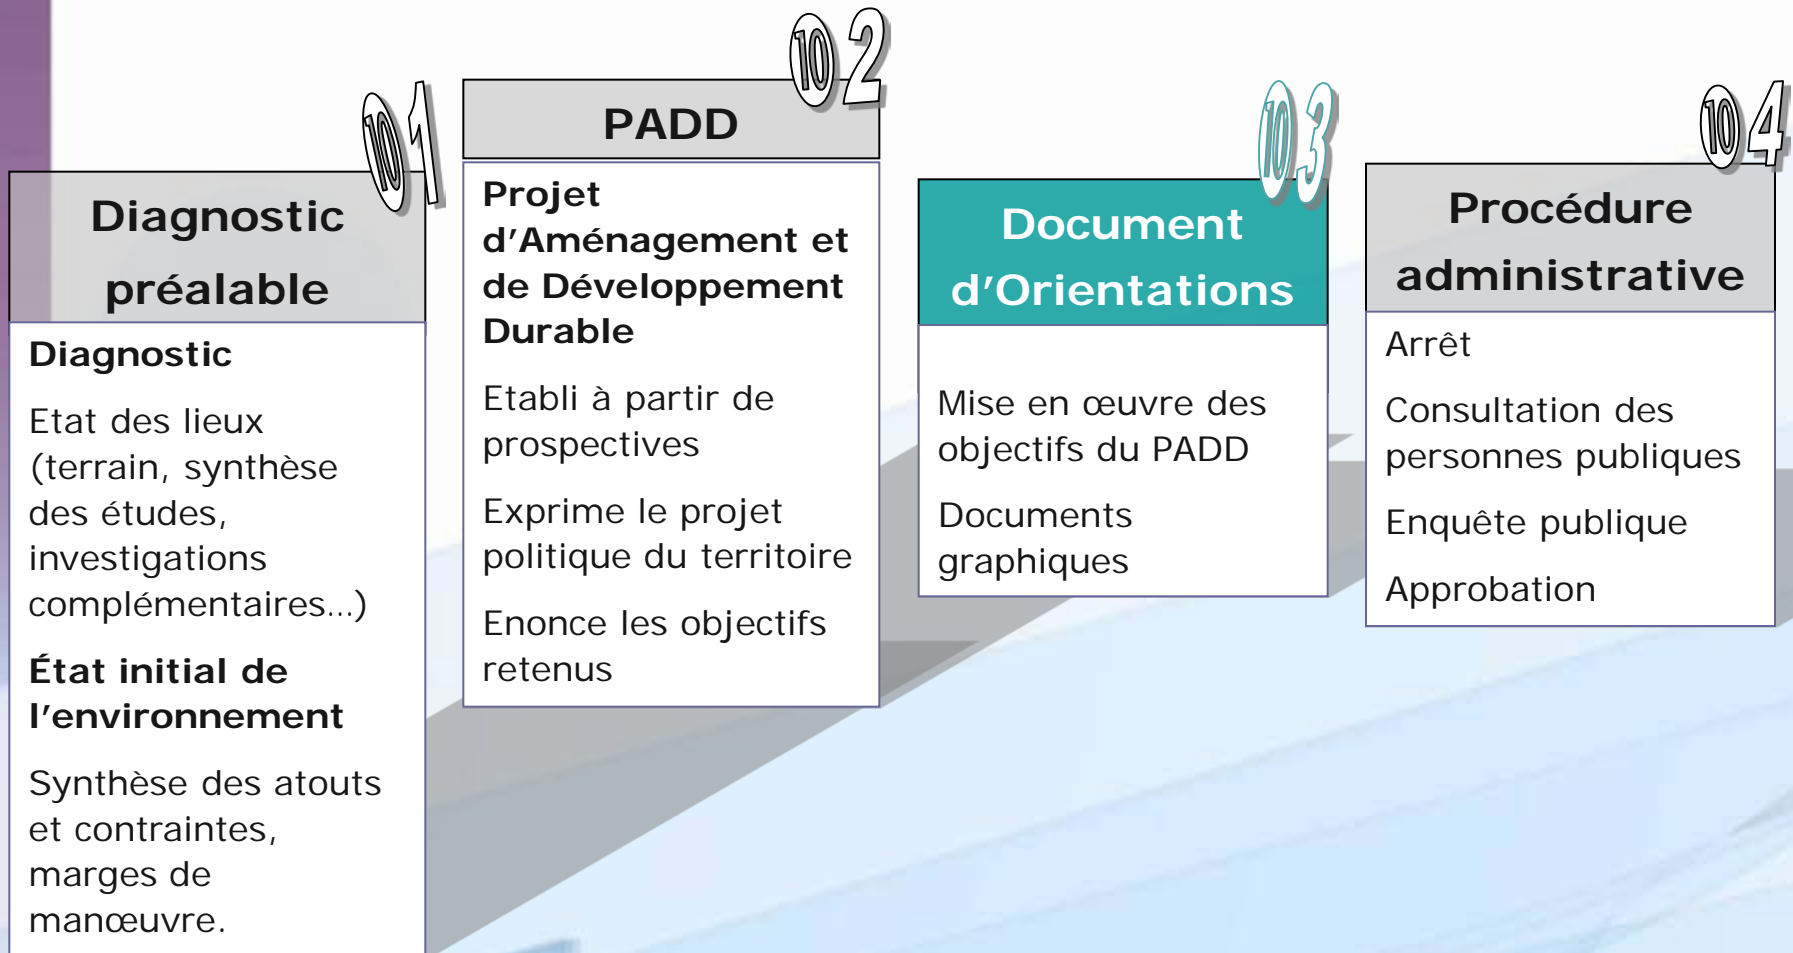 ⑩ 1
Diagnostic
préalable
Diagnostic
Etat des lieux
(terrain, synthèse
des études,
investigations
complémentaires…)
État initial de
l'environnement
Synthèse des atouts
et contraintes,
marges de
manœuvre.
⑩ 2
PADD
Projet
d'Aménagement et
de Développement
Durable
Etabli à partir de
prospectives
Exprime le projet
politique du territoire
Enonce les objectifs
retenus
⑩ 3
Document
d'Orientations
Mise en œuvre des
objectifs du PADD
Documents
graphiques
⑩ 4
Procédure
administrative
Arrêt
Consultation des
personnes publiques
Enquête publique
Approbation